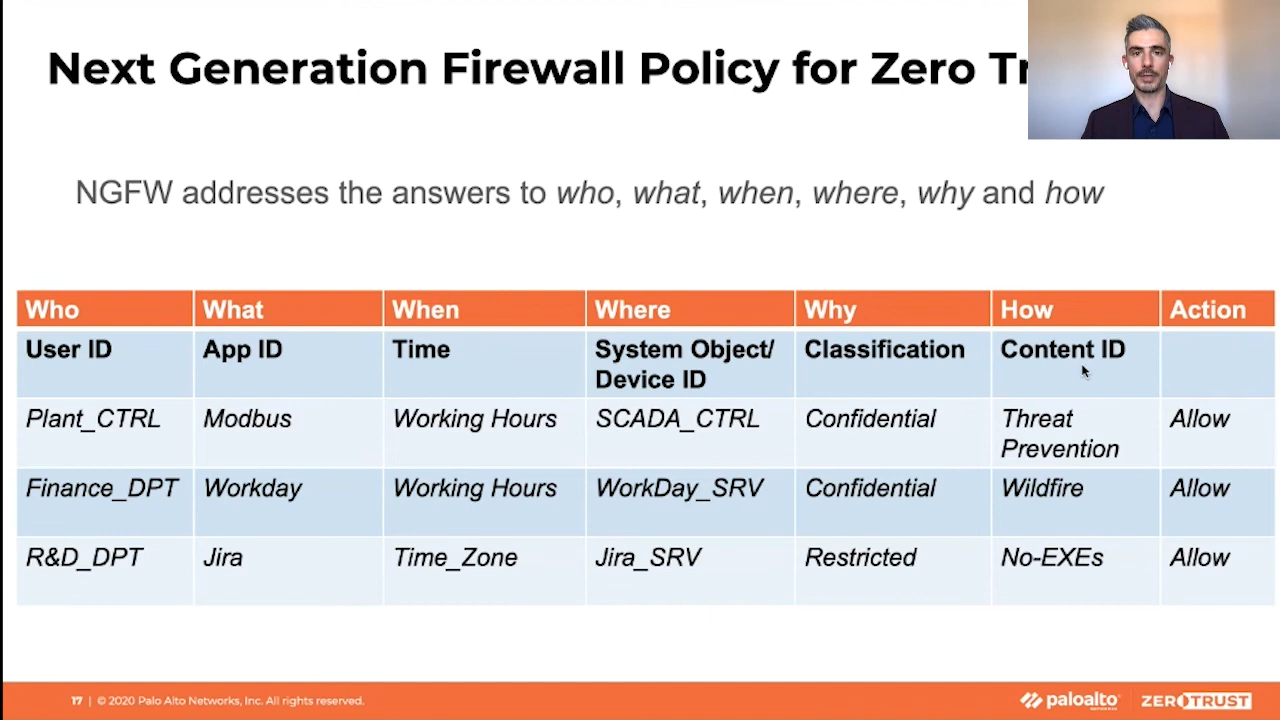 Next Generation Firewall Policy for Zero
NGFW addresses the answers to who, what, when, where, why and how
Who What When Where Why How Action
User ID App ID Time System Object/ Classification Content ID
Device ID
Plant_CTRL Modbus Working Hours SCADA_CTRL Confidential Threat Allow
Prevention
Finance_DPT Workday Working Hours WorkDay_SRV Confidential Wildfire Allow
R&D_DPT Jira Time_Zone Jira_SRV Restricted No-EXEs Allow
17 | © 2020 Palo Alto Networks, Inc. All rights reserved.
paloalto
NETWORKS
ZERO TRUST